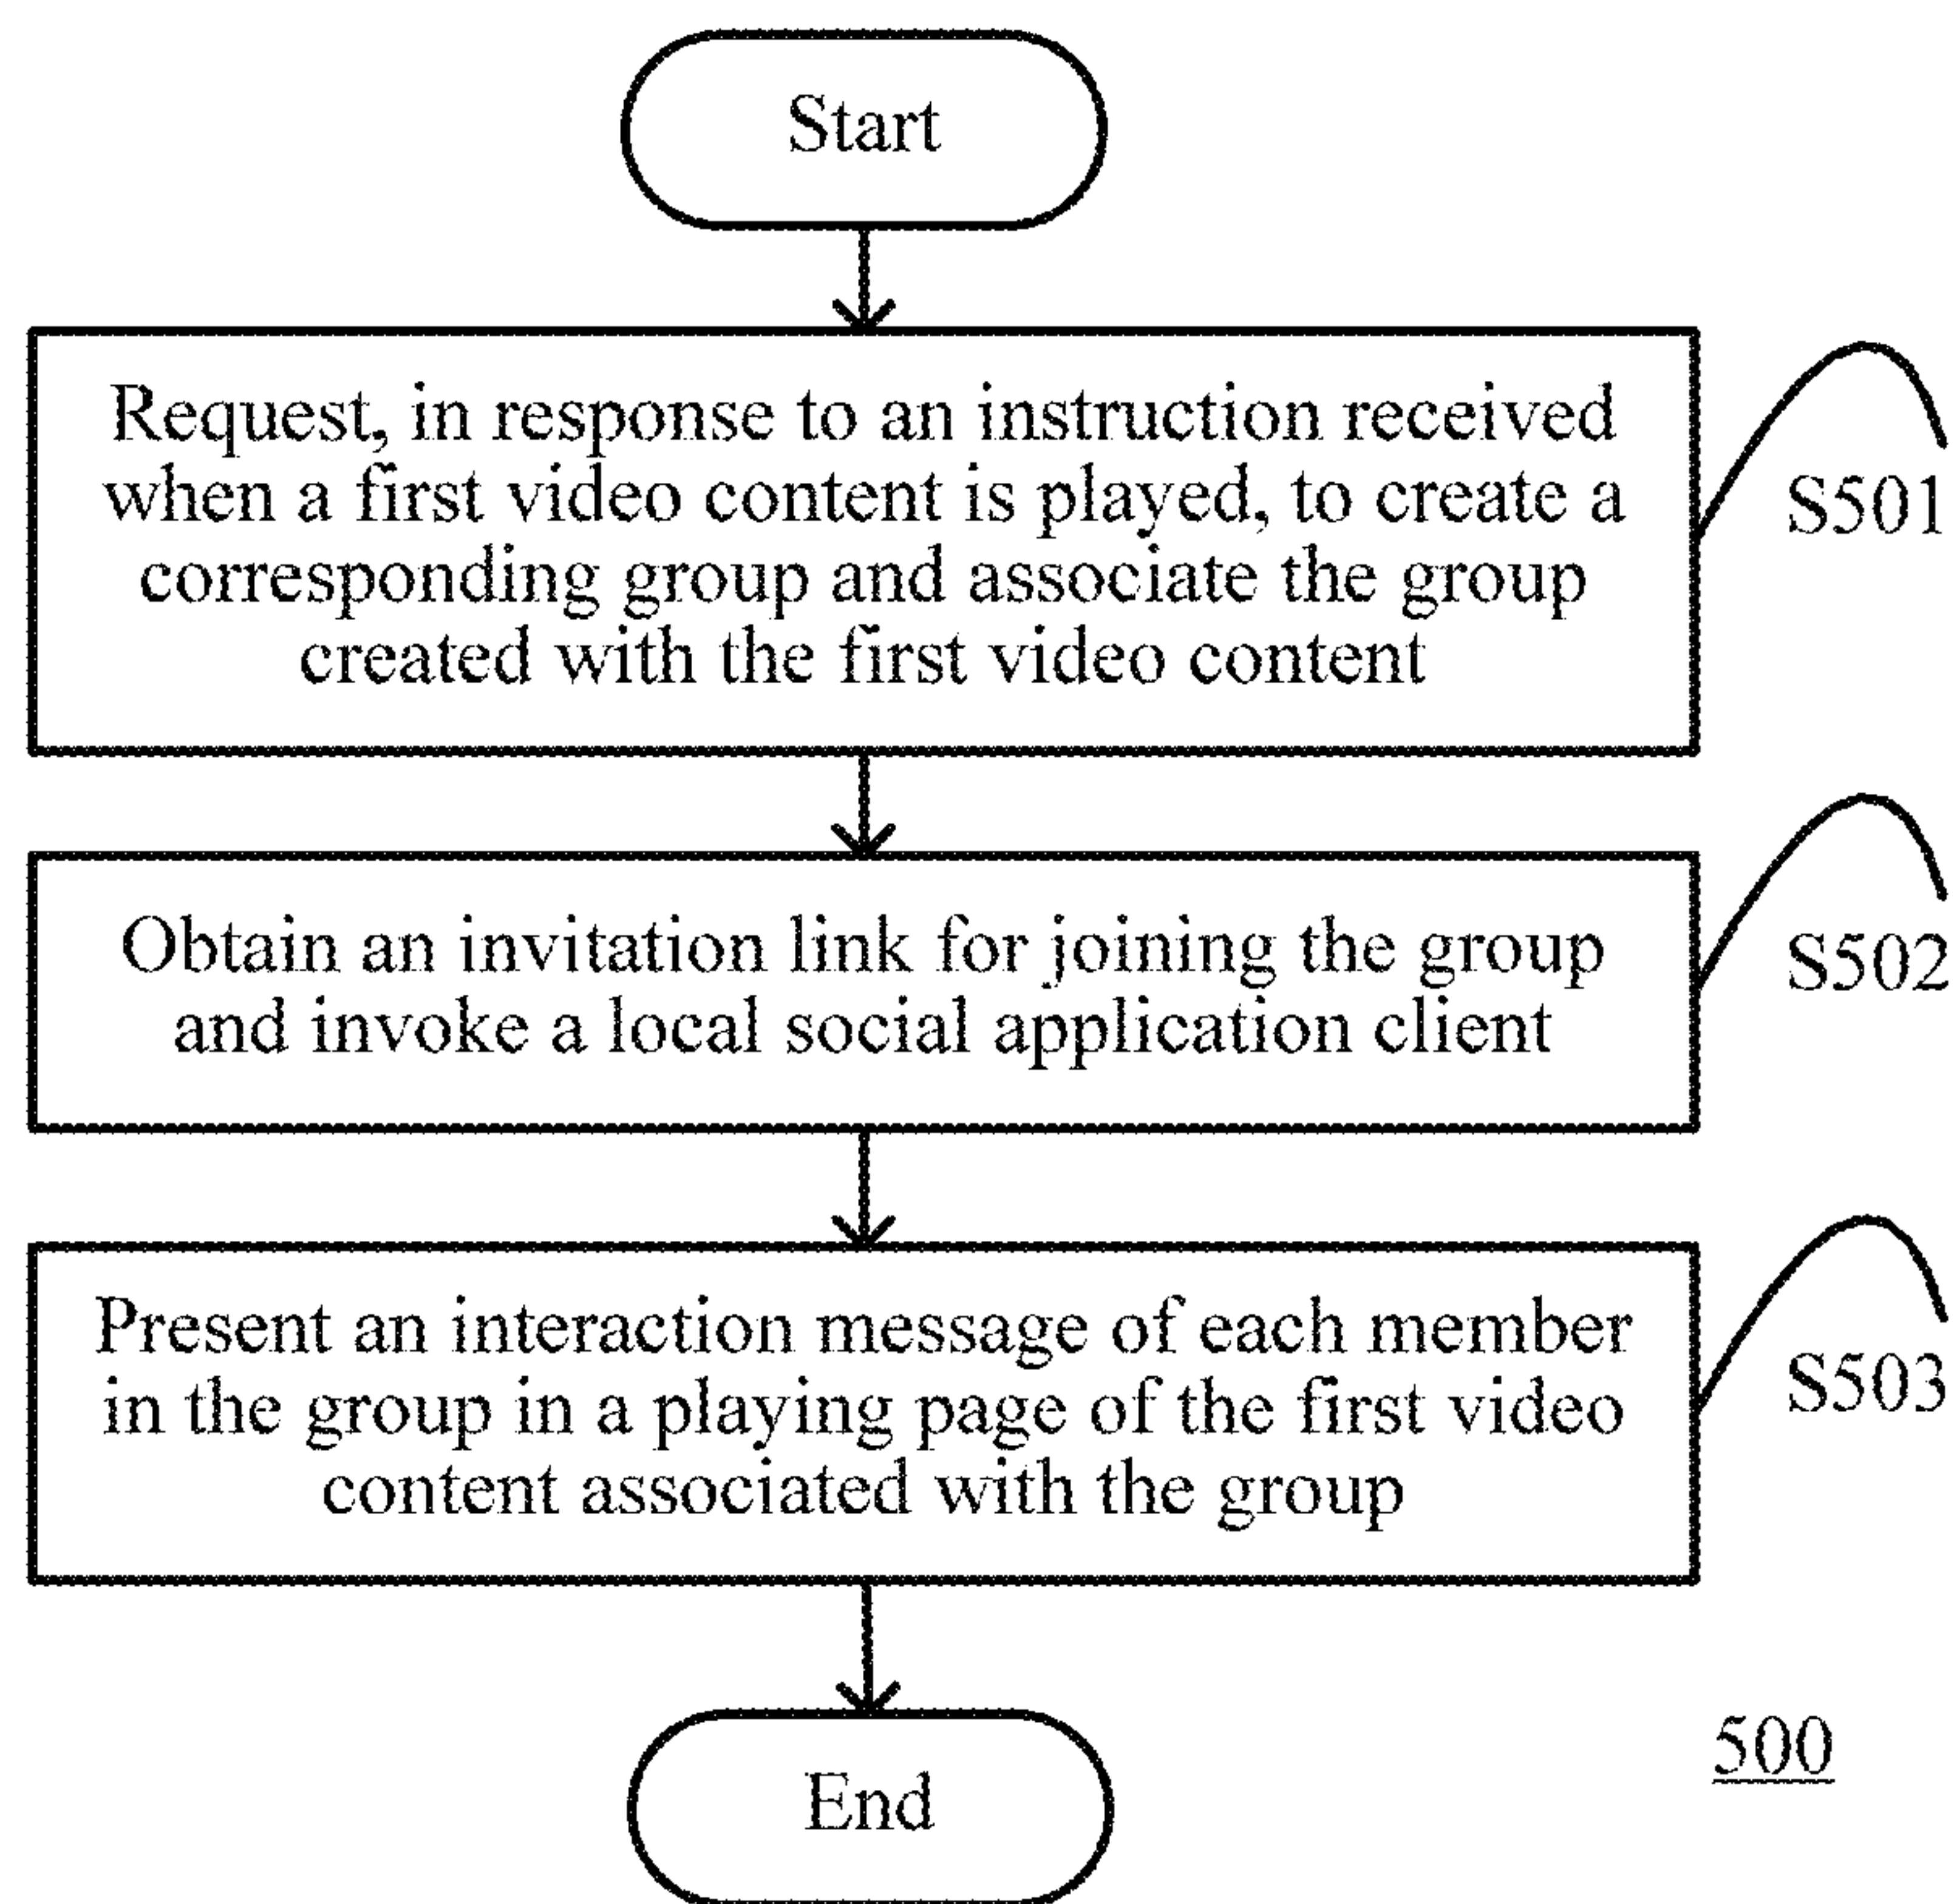 Start
Request, in response to an instruction received
when a first video content is played, to create a
corresponding group and associate the group
created with the first video content
S501
Obtain an invitation link for joining the group
and invoke a local social application client
S502
Present an interaction message of each member
in the group in a playing page of the first video
content associated with the group
S503
End
500